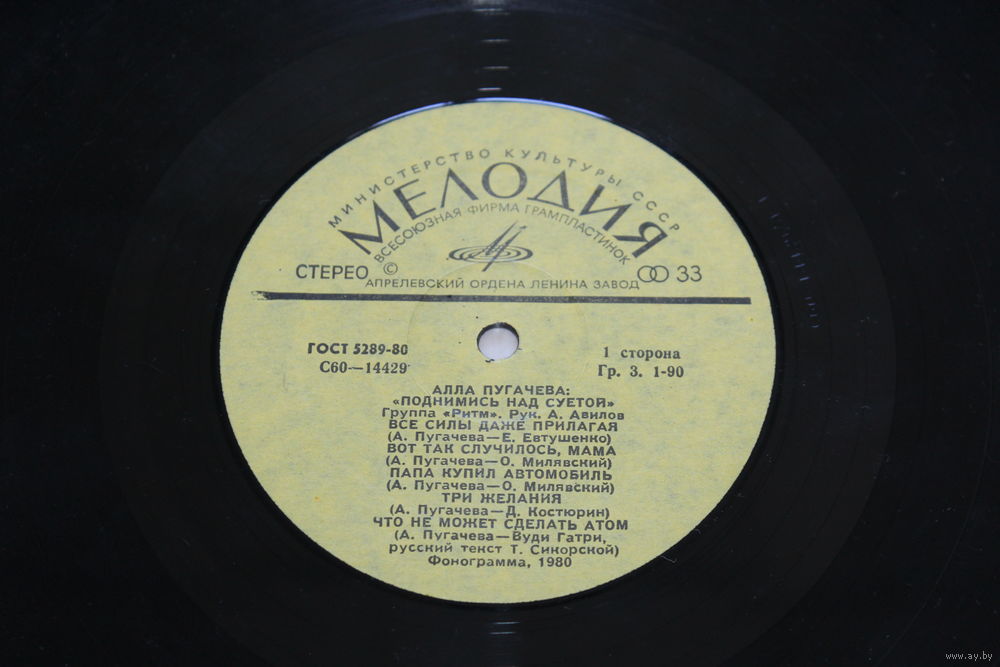 МИНИСТЕРСТВО КУЛЬТУРЫ СССР
МЕЛОДИЯ
ВСЕСОЮЗНАЯ ФИРМА ГРАМПЛАСТИНОК
СТЕРЕО © 33
АПРЕЛЕВСКИЙ ОРДЕНА ЛЕНИНА ЗАВОД
ГОСТ 5289-80
С60—14429
1 сторона
Гр. 3. 1-90
АЛЛА ПУГАЧЕВА:
«ПОДНИМИСЬ НАД СУЕТОЙ»
Группа «Ритм». Рук. А. Авилов
ВСЕ СИЛЫ ДАЖЕ ПРИЛАГАЯ
(А. Пугачева—Е. Евтушенко)
ВОТ ТАК СЛУЧИЛОСЬ, МАМА
(А. Пугачева—О. Милявский)
ПАПА КУПИЛ АВТОМОБИЛЬ
(А. Пугачева—О. Милявский)
ТРИ ЖЕЛАНИЯ
(А. Пугачева—Д. Костюрин)
ЧТО НЕ МОЖЕТ СДЕЛАТЬ АТОМ
(А. Пугачева—Вуди Гатри,
русский текст Т. Сикорской)
Фонограмма, 1980
www.ay.by